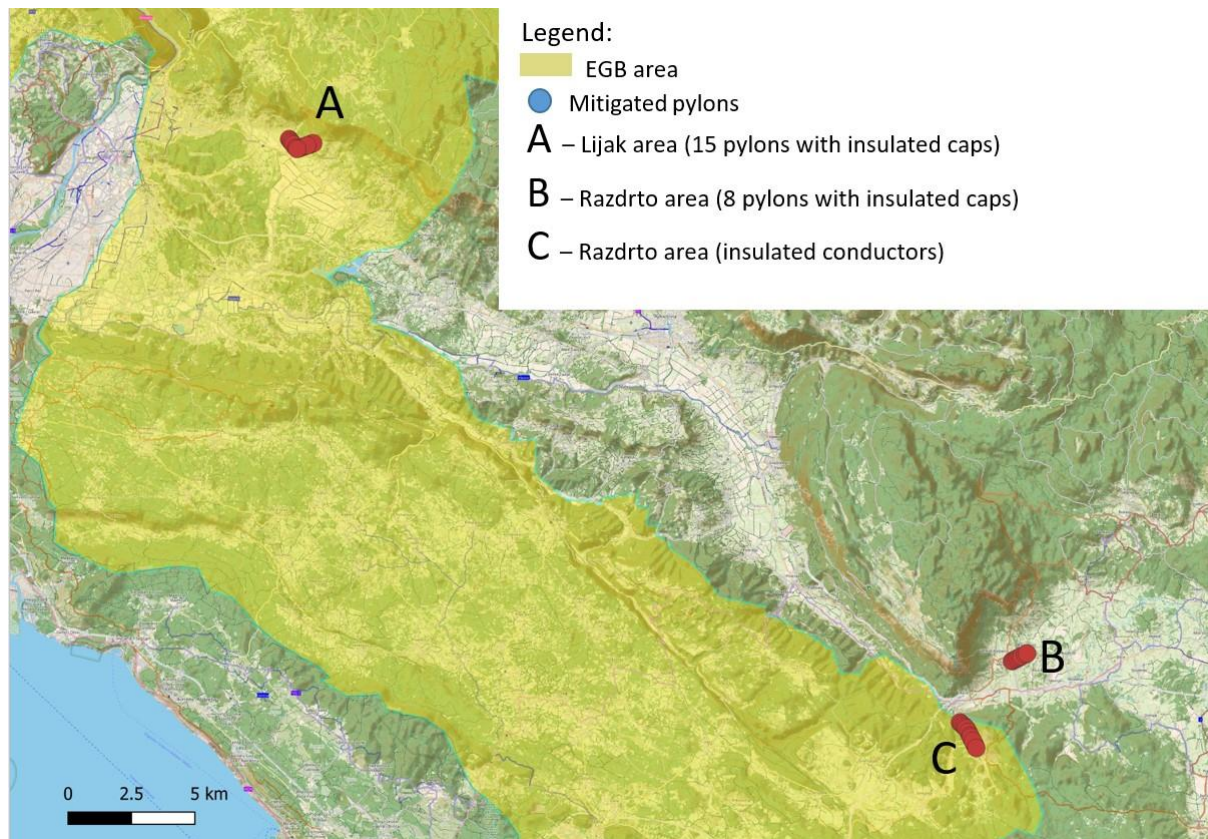 Legend:
EGB area
Mitigated pylons
A – Lijak area (15 pylons with insulated caps)
B – Razdrto area (8 pylons with insulated caps)
C – Razdrto area (insulated conductors)
A
B
C
0 2.5 5 km